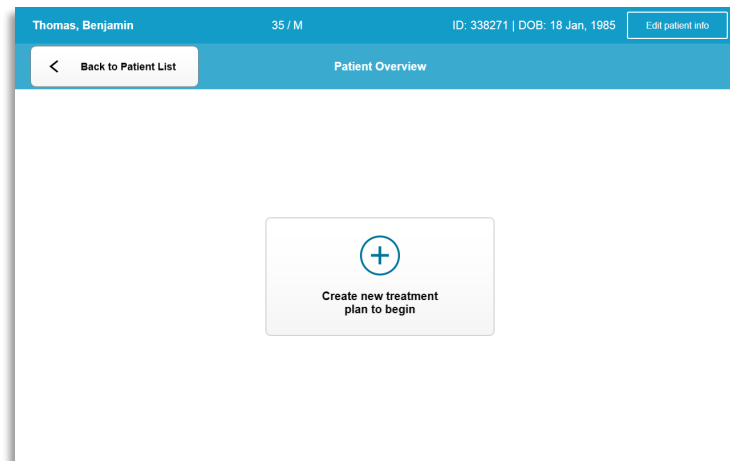 Thomas, Benjamin 35 / M ID: 338271 | DOB: 18 Jan, 1985 Edit patient info
Back to Patient List Patient Overview
Create new treatment
plan to begin